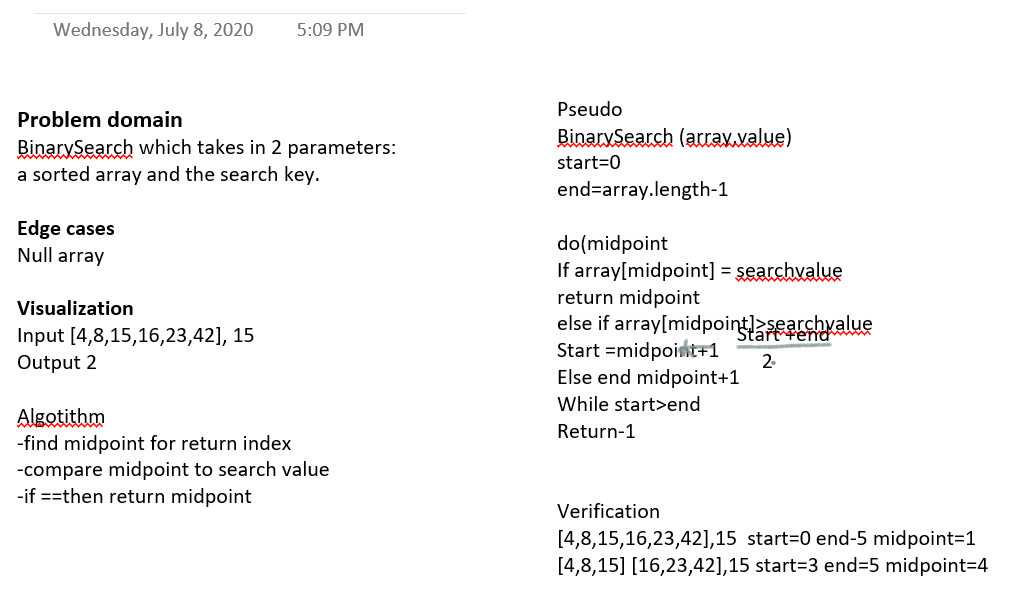 Wednesday, July 8, 2020 5:09 PM
Problem domain
BinarySearch which takes in 2 parameters:
a sorted array and the search key.
Edge cases
Null array
Visualization
Input [4,8,15,16,23,42], 15
Output 2
Algotithm
-find midpoint for return index
-compare midpoint to search value
-if ==then return midpoint
Pseudo
BinarySearch (array,value)
start=0
end=array.length-1
do(midpoint
If array[midpoint] = searchvalue
return midpoint
else if array[midpoint]>searchvalue
Start +end
Start =midpoint+1
2
Else end midpoint+1
While start>end
Return-1
Verification
[4,8,15,16,23,42],15 start=0 end-5 midpoint=1
[4,8,15] [16,23,42],15 start=3 end=5 midpoint=4